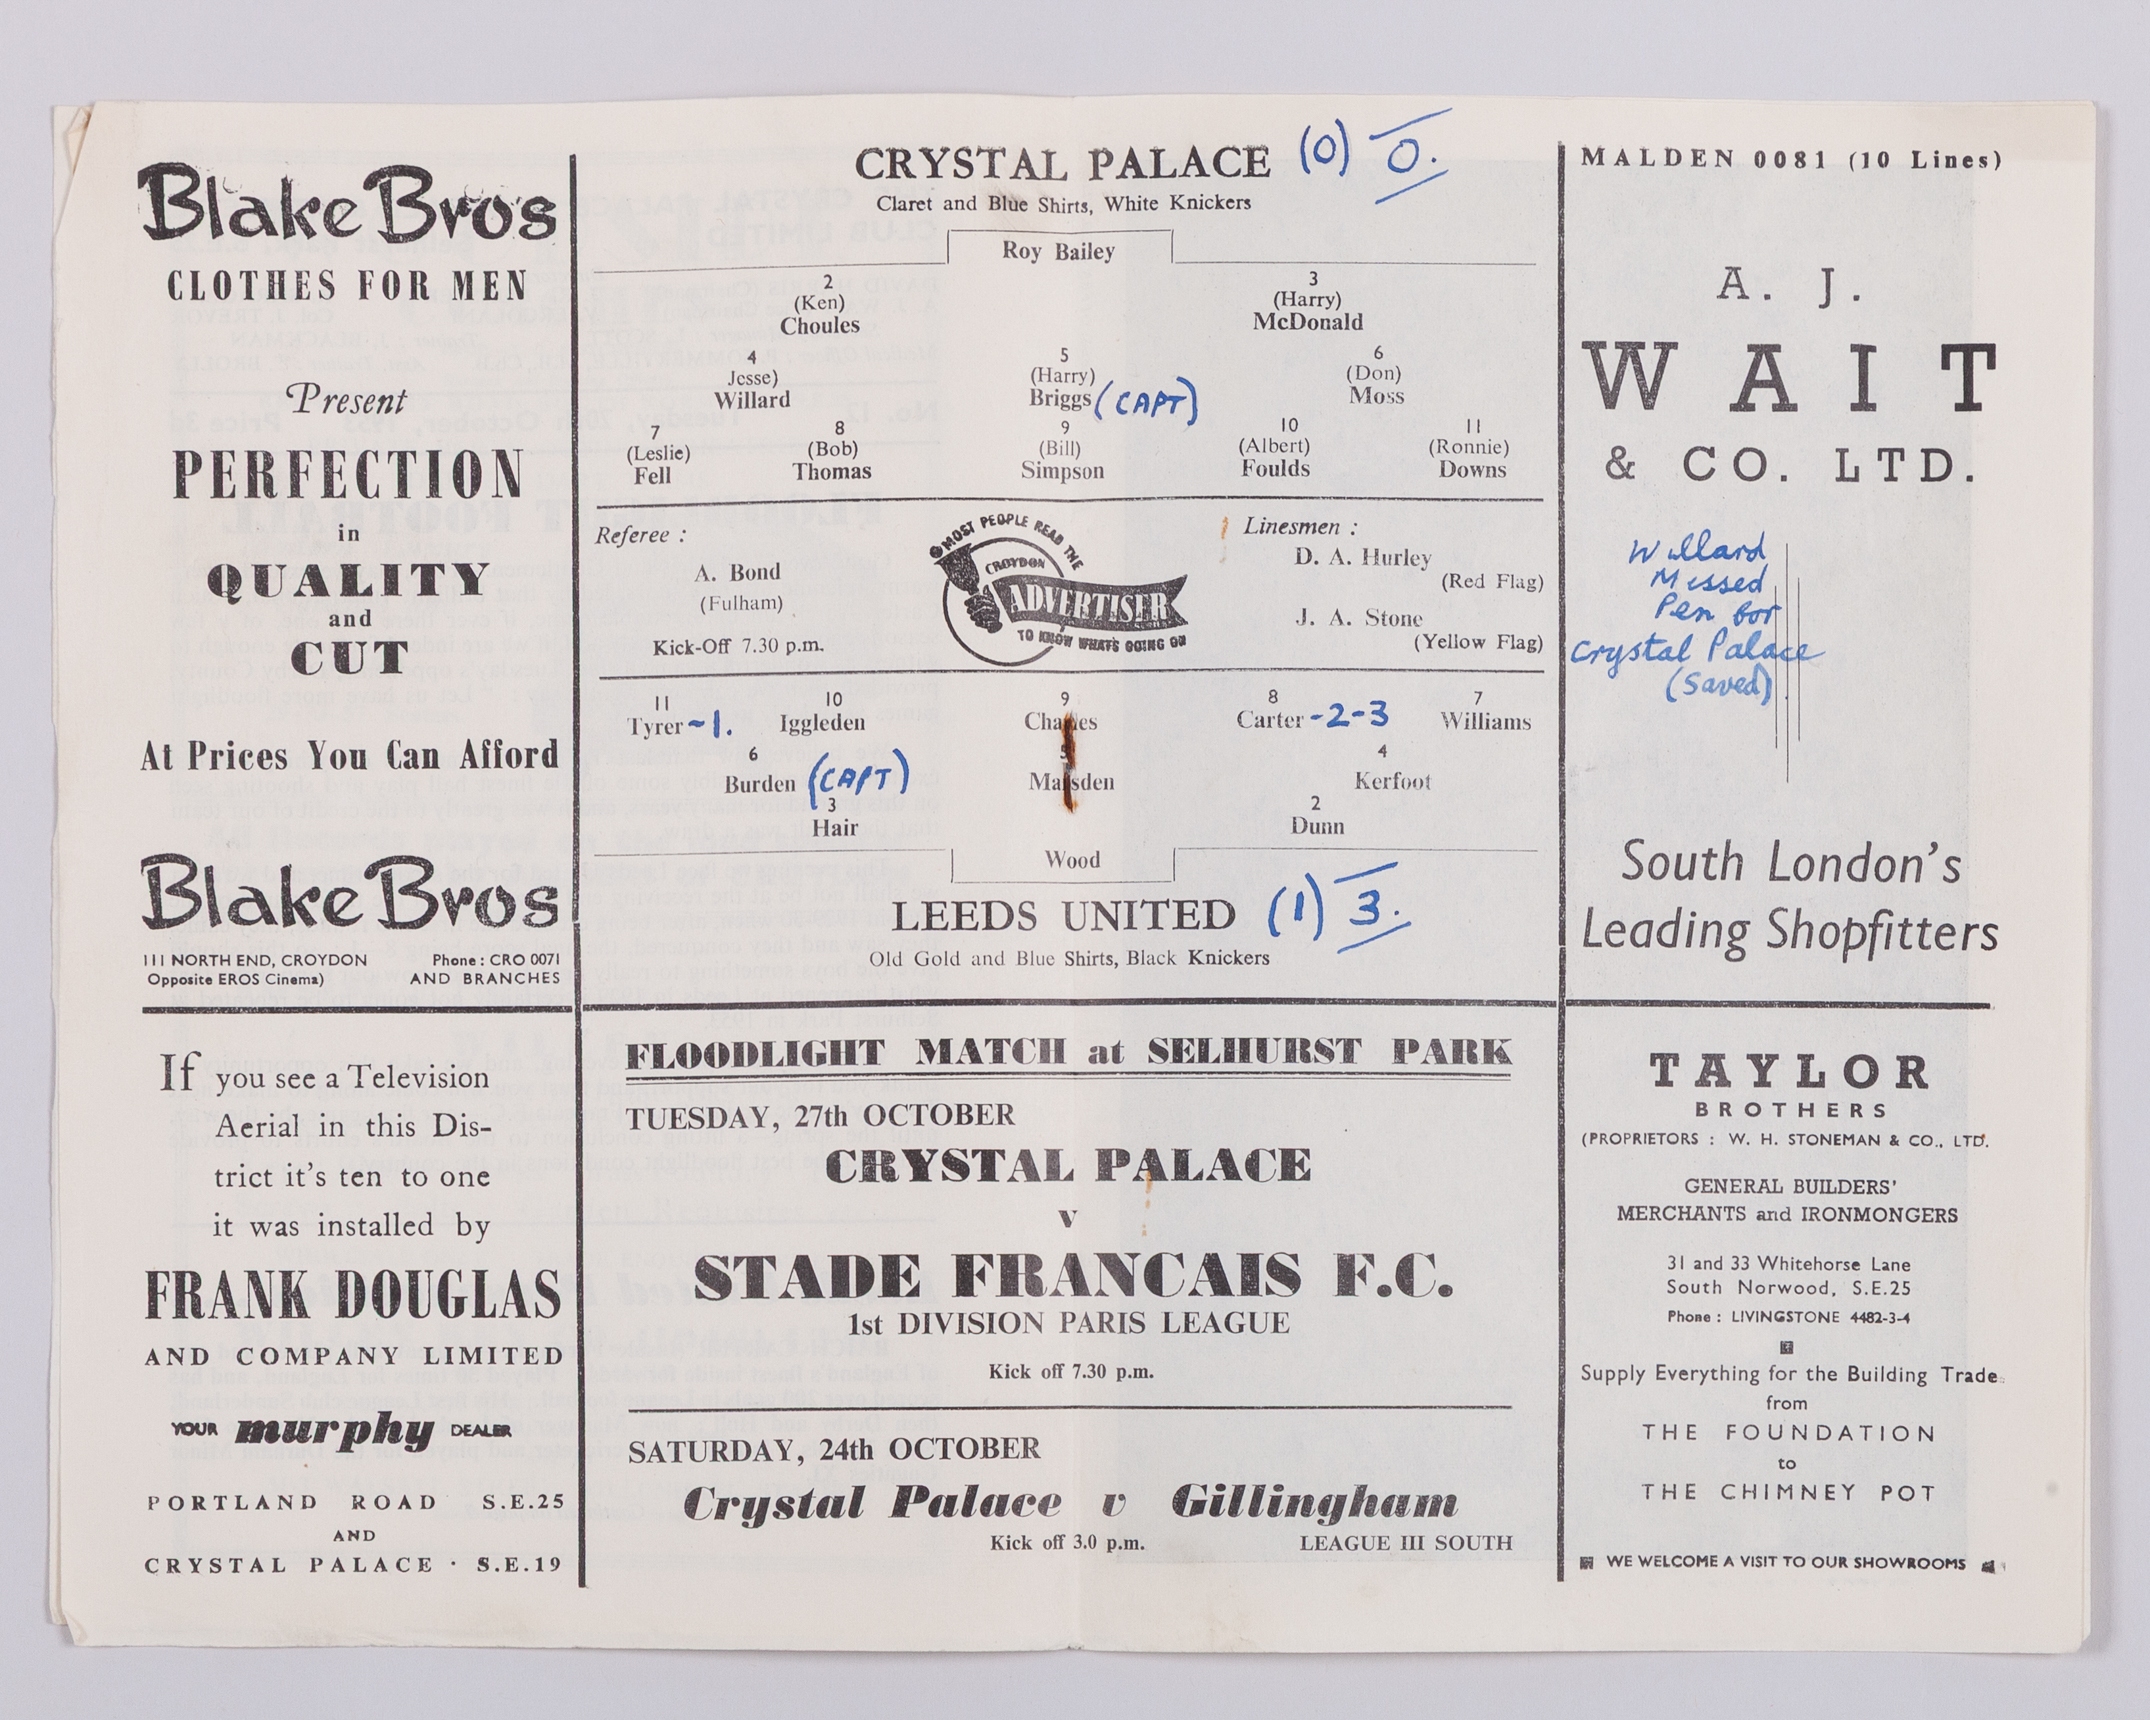 Blake Bros
CLOTHES FOR MEN
Present
PERFECTION
in
QUALITY
and
CUT
At Prices You Can Afford
Blake Bros
111 NORTH END, CROYDON Phone : CRO 0071
Opposite EROS Cinema) AND BRANCHES
If you see a Television
Aerial in this Dis-
trict it's ten to one
it was installed by
FRANK DOUGLAS
AND COMPANY LIMITED
YOUR murphy DEALER
PORTLAND ROAD S.E.25
AND
CRYSTAL PALACE · S.E.19
CRYSTAL PALACE (0) 0.
Claret and Blue Shirts, White Knickers
Roy Bailey
2 3
(Ken) (Harry)
Choules McDonald
4 5 6
Jesse) (Harry) (Don)
Willard Briggs (CAPT) Moss
7 8 9 10 11
(Leslie) (Bob) (Bill) (Albert) (Ronnie)
Fell Thomas Simpson Foulds Downs
Referee :
A. Bond
(Fulham)
Kick-Off 7.30 p.m.
MOST PEOPLE READ THE
CROYDON
ADVERTISER
TO KNOW WHAT'S GOING ON
Linesmen :
D. A. Hurley
(Red Flag)
J. A. Stone
(Yellow Flag)
11 10 9 8 7
Tyrer ~ 1. Iggleden Charles Carter - 2 - 3 Williams
6 5 4
Burden (CAPT) Marsden Kerfoot
3 2
Hair Dunn
Wood
LEEDS UNITED (1) 3.
Old Gold and Blue Shirts, Black Knickers
FLOODLIGHT MATCH at SELHURST PARK
TUESDAY, 27th OCTOBER
CRYSTAL PALACE
v
STADE FRANCAIS F.C.
1st DIVISION PARIS LEAGUE
Kick off 7.30 p.m.
SATURDAY, 24th OCTOBER
Crystal Palace v Gillingham
Kick off 3.0 p.m. LEAGUE III SOUTH
MALDEN 0081 (10 Lines)
A. J.
WAIT
& CO. LTD.
Willard
Missed
Pen for
Crystal Palace
(Saved)
South London's
Leading Shopfitters
TAYLOR
BROTHERS
(PROPRIETORS : W. H. STONEMAN & CO., LTD.
GENERAL BUILDERS'
MERCHANTS and IRONMONGERS
31 and 33 Whitehorse Lane
South Norwood, S.E.25
Phone : LIVINGSTONE 4482-3-4
Supply Everything for the Building Trade
from
THE FOUNDATION
to
THE CHIMNEY POT
WE WELCOME A VISIT TO OUR SHOWROOMS